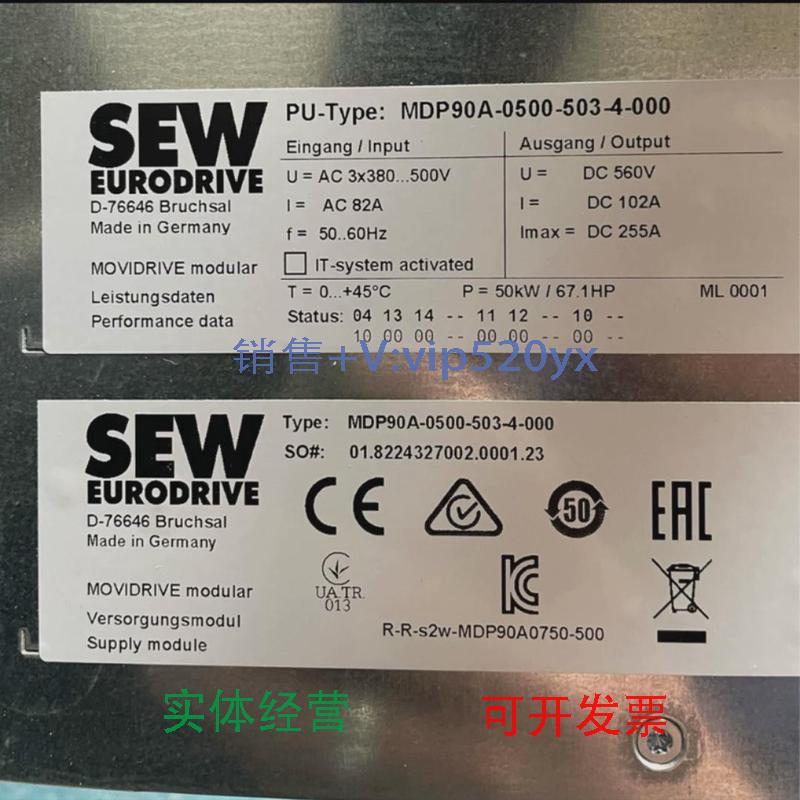 SEW
EURODRIVE
D-76646 Bruchsal
Made in Germany
MOVIDRIVE modular
Leistungsdaten
Performance data
PU-Type: MDP90A-0500-503-4-000
Eingang / Input
Ausgang / Output
U = AC 3x380...500V
U = DC 560V
I = AC 82A
I = DC 102A
f = 50..60Hz
Imax = DC 255A
IT-system activated
T = 0...+45°C P = 50kW / 67.1HP ML 0001
Status: 04 13 14 -- 11 12 -- 10 --
10 00 00 -- 00 00 -- 00 --
销售+V:vip520yx
SEW
EURODRIVE
D-76646 Bruchsal
Made in Germany
MOVIDRIVE modular
Versorgungsmodul
Supply module
Type: MDP90A-0500-503-4-000
SO#: 01.8224327002.0001.23
CE
50
EAC
UA.TR.
013
KC
R-R-s2w-MDP90A0750-500
实体经营
可开发票